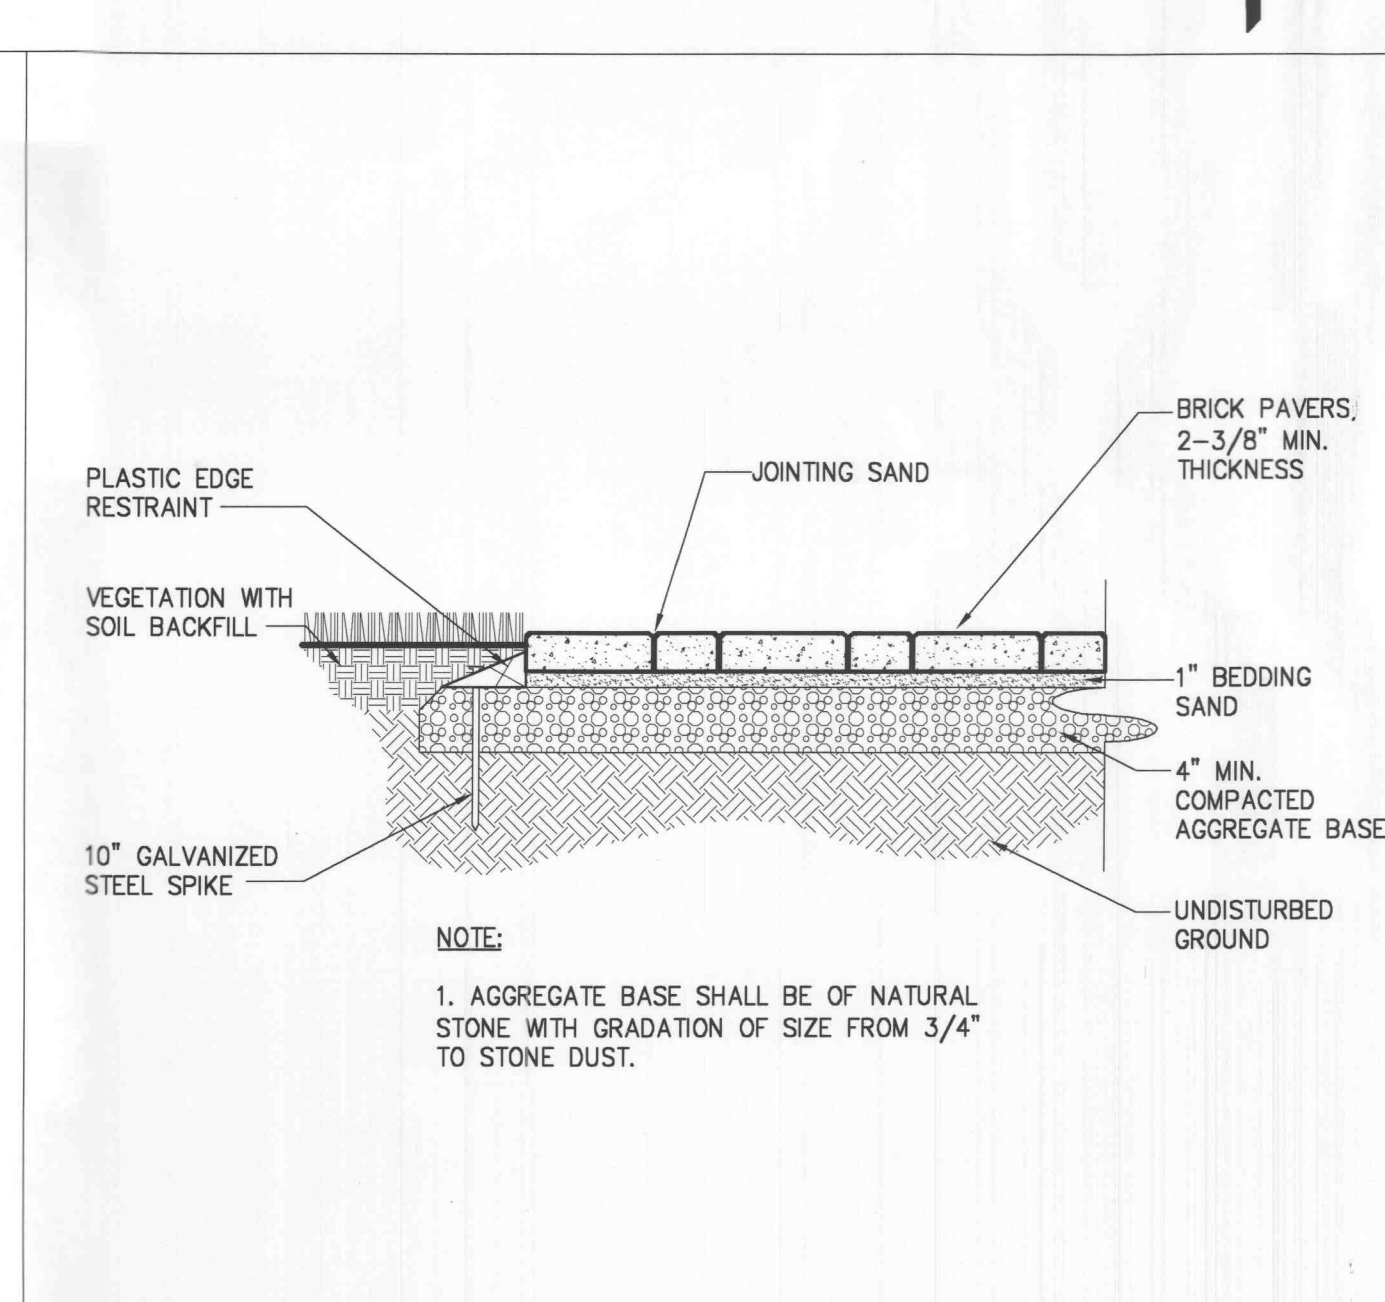 BRICK PAVERS,
2-3/8" MIN.
THICKNESS
JOINTING SAND
PLASTIC EDGE
RESTRAINT
VEGETATION WITH
SOIL BACKFILL
1" BEDDING
SAND
4" MIN.
COMPACTED
AGGREGATE BASE
10" GALVANIZED
STEEL SPIKE
UNDISTURBED
GROUND
NOTE:
1. AGGREGATE BASE SHALL BE OF NATURAL
STONE WITH GRADATION OF SIZE FROM 3/4"
TO STONE DUST.